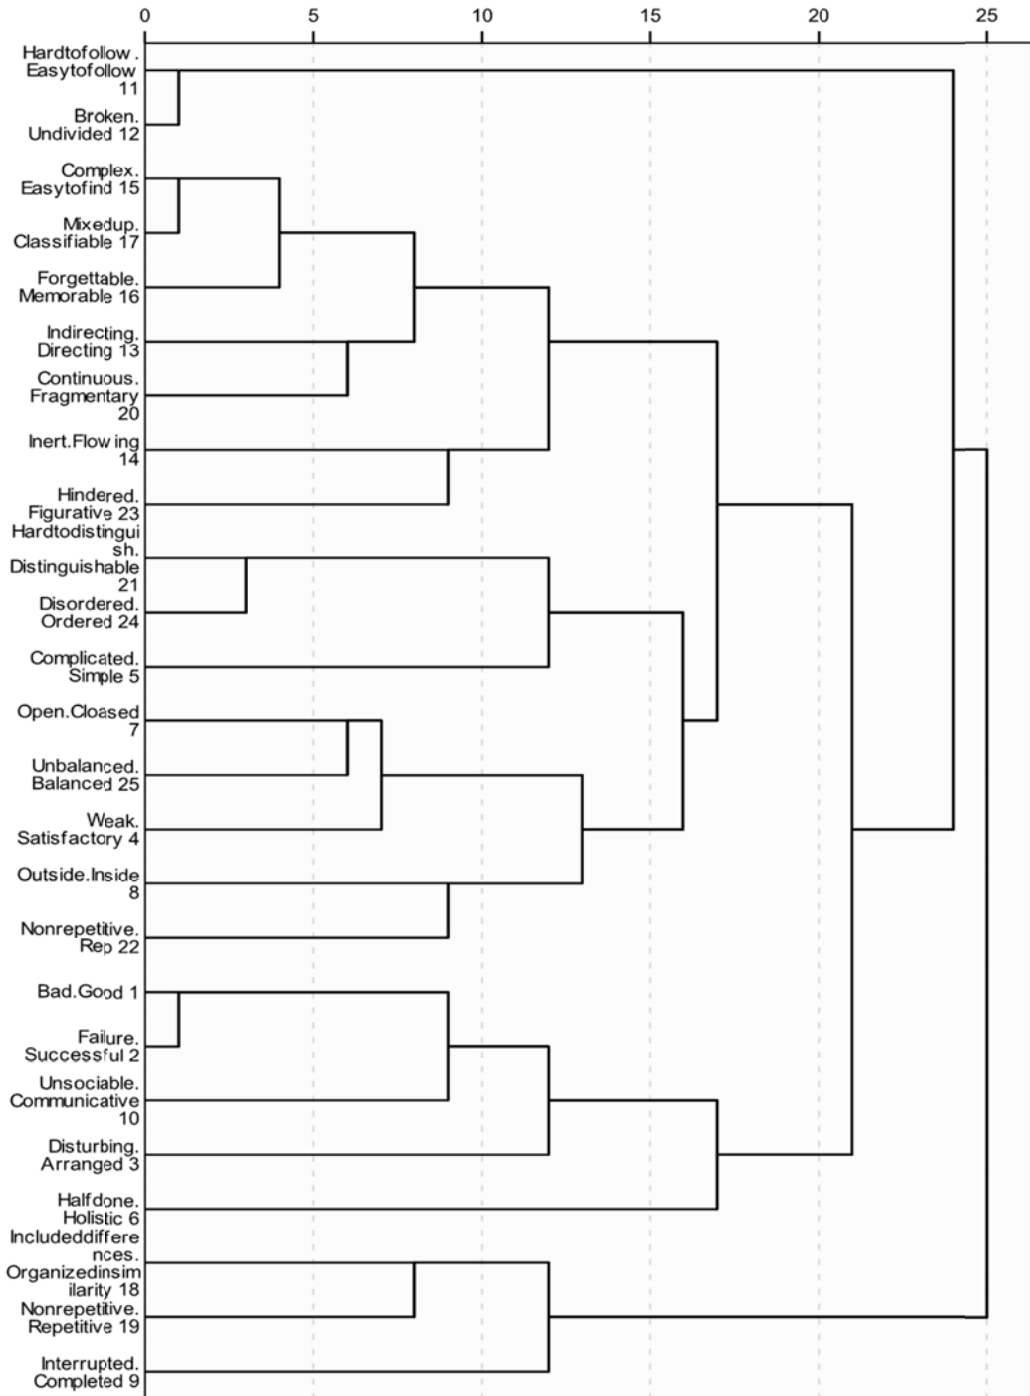 0 5 10 15 20 25
Hardtofollow.
Easytofollow
11
Broken.
Undivided 12
Complex.
Easytofind 15
Mixedup.
Classifiable 17
Forgettable.
Memorable 16
Indirecting.
Directing 13
Continuous.
Fragmentary
20
Inert.Flowing
14
Hindered.
Figurative 23
Hardtodistingui
sh.
Distinguishable
21
Disordered.
Ordered 24
Complicated.
Simple 5
Open.Cloased
7
Unbalanced.
Balanced 25
Weak.
Satisfactory 4
Outside.Inside
8
Nonrepetitive.
Rep 22
Bad.Good 1
Failure.
Successful 2
Unsociable.
Communicative
10
Disturbing.
Arranged 3
Halfdone.
Holistic 6
Includeddiffere
nces.
Organizedinsim
ilarity 18
Nonrepetitive.
Repetitive 19
Interrupted.
Completed 9